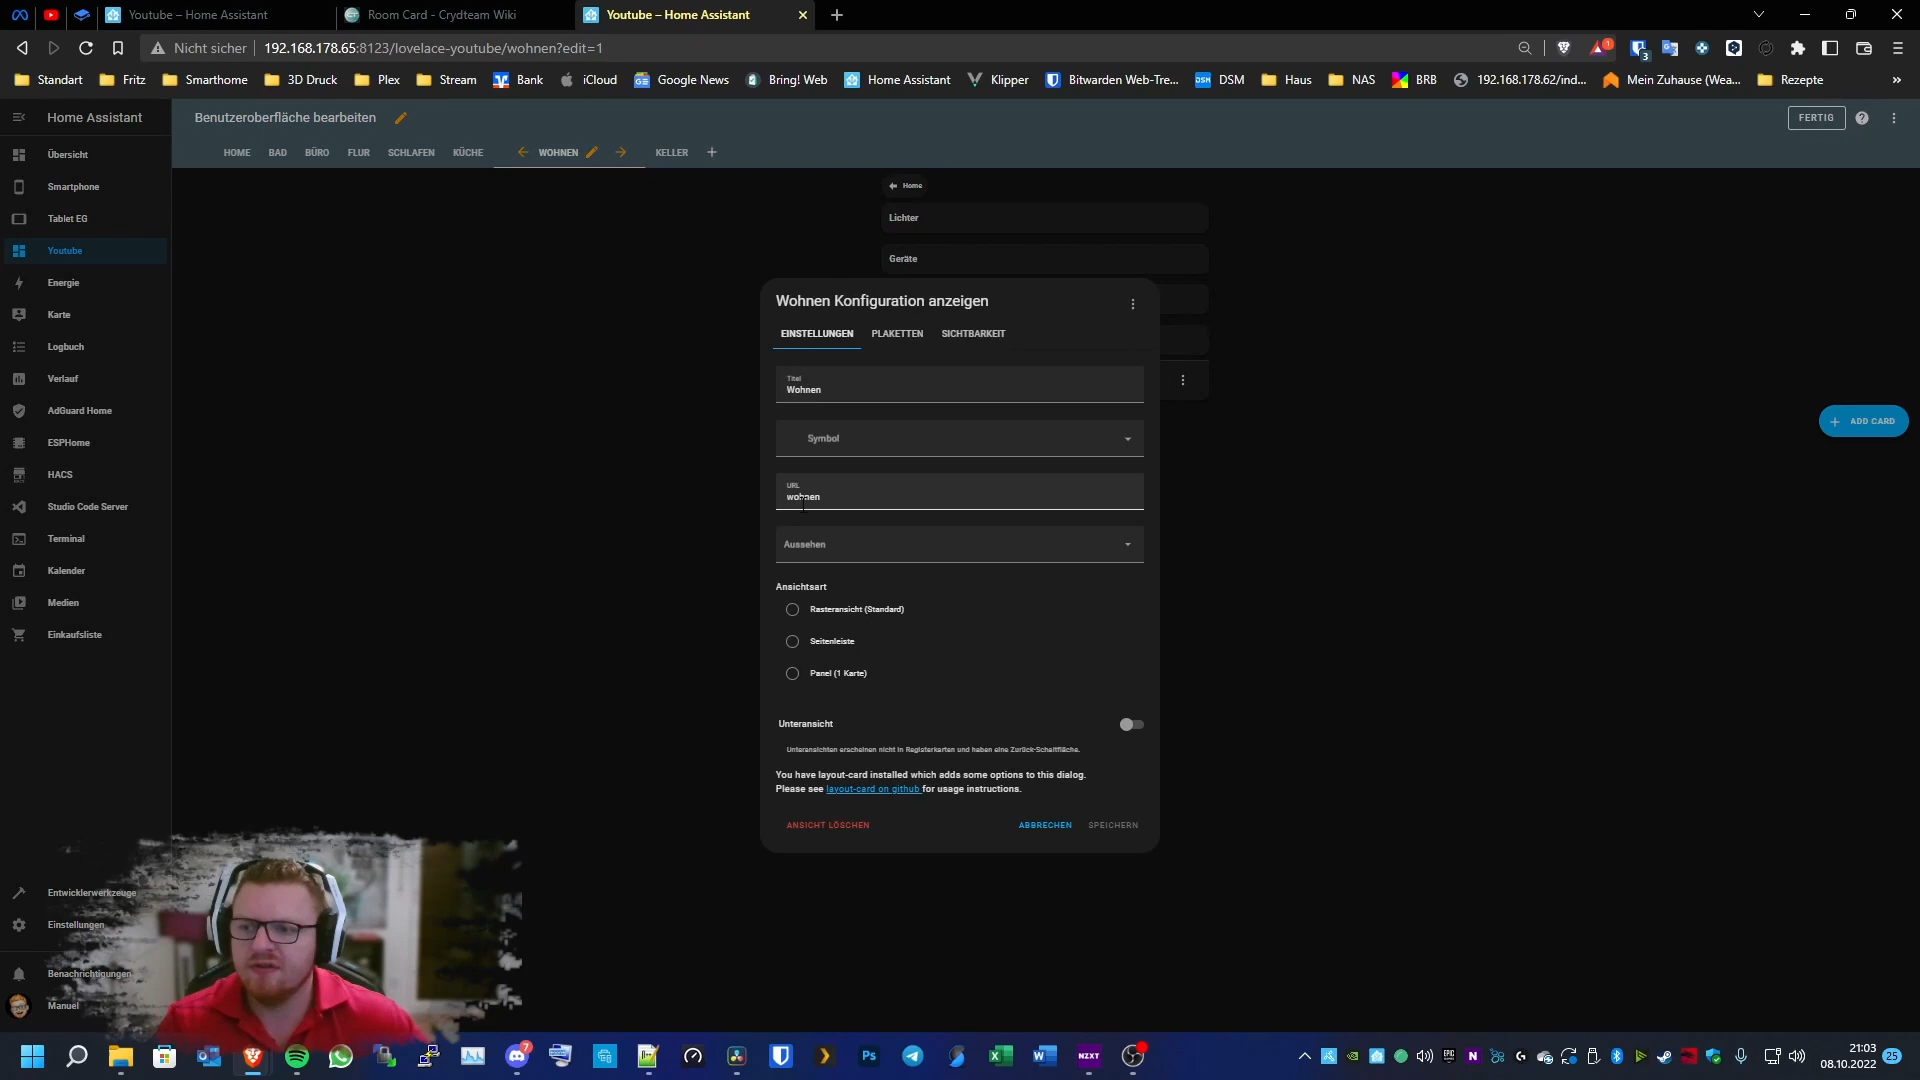 Youtube – Home Assistant
Room Card - Crydteam Wiki
Youtube – Home Assistant
Nicht sicher
192.168.178.65:8123/lovelace-youtube/wohnen?edit=1
1
3
Standart
Fritz
Smarthome
3D Druck
Plex
Stream
Bank
iCloud
Google News
Bring! Web
Home Assistant
Klipper
Bitwarden Web-Tre...
DSM
DSM
Haus
NAS
BRB
192.168.178.62/ind...
Mein Zuhause (Wea...
Rezepte
»
Home Assistant
Benutzeroberfläche bearbeiten
FERTIG
HOME
BAD
BÜRO
FLUR
SCHLAFEN
KÜCHE
WOHNEN
KELLER
Übersicht
Smartphone
Tablet EG
Youtube
Energie
Karte
Logbuch
Verlauf
AdGuard Home
ESPHome
HACS
Studio Code Server
Terminal
Kalender
Medien
Einkaufsliste
Entwicklerwerkzeuge
Einstellungen
Benachrichtigungen
Manuel
Home
Lichter
Geräte
ADD CARD
Wohnen Konfiguration anzeigen
EINSTELLUNGEN
PLAKETTEN
SICHTBARKEIT
Titel
Wohnen
Symbol
URL
wohnen
Aussehen
Ansichtsart
Rasteransicht (Standard)
Seitenleiste
Panel (1 Karte)
Unteransicht
Unteransichten erscheinen nicht in Registerkarten und haben eine Zurück-Schaltfläche.
You have layout-card installed which adds some options to this dialog.
Please see layout-card on github for usage instructions.
ANSICHT LÖSCHEN
ABBRECHEN
SPEICHERN
7
Ps
NZXT
21:03
08.10.2022
25